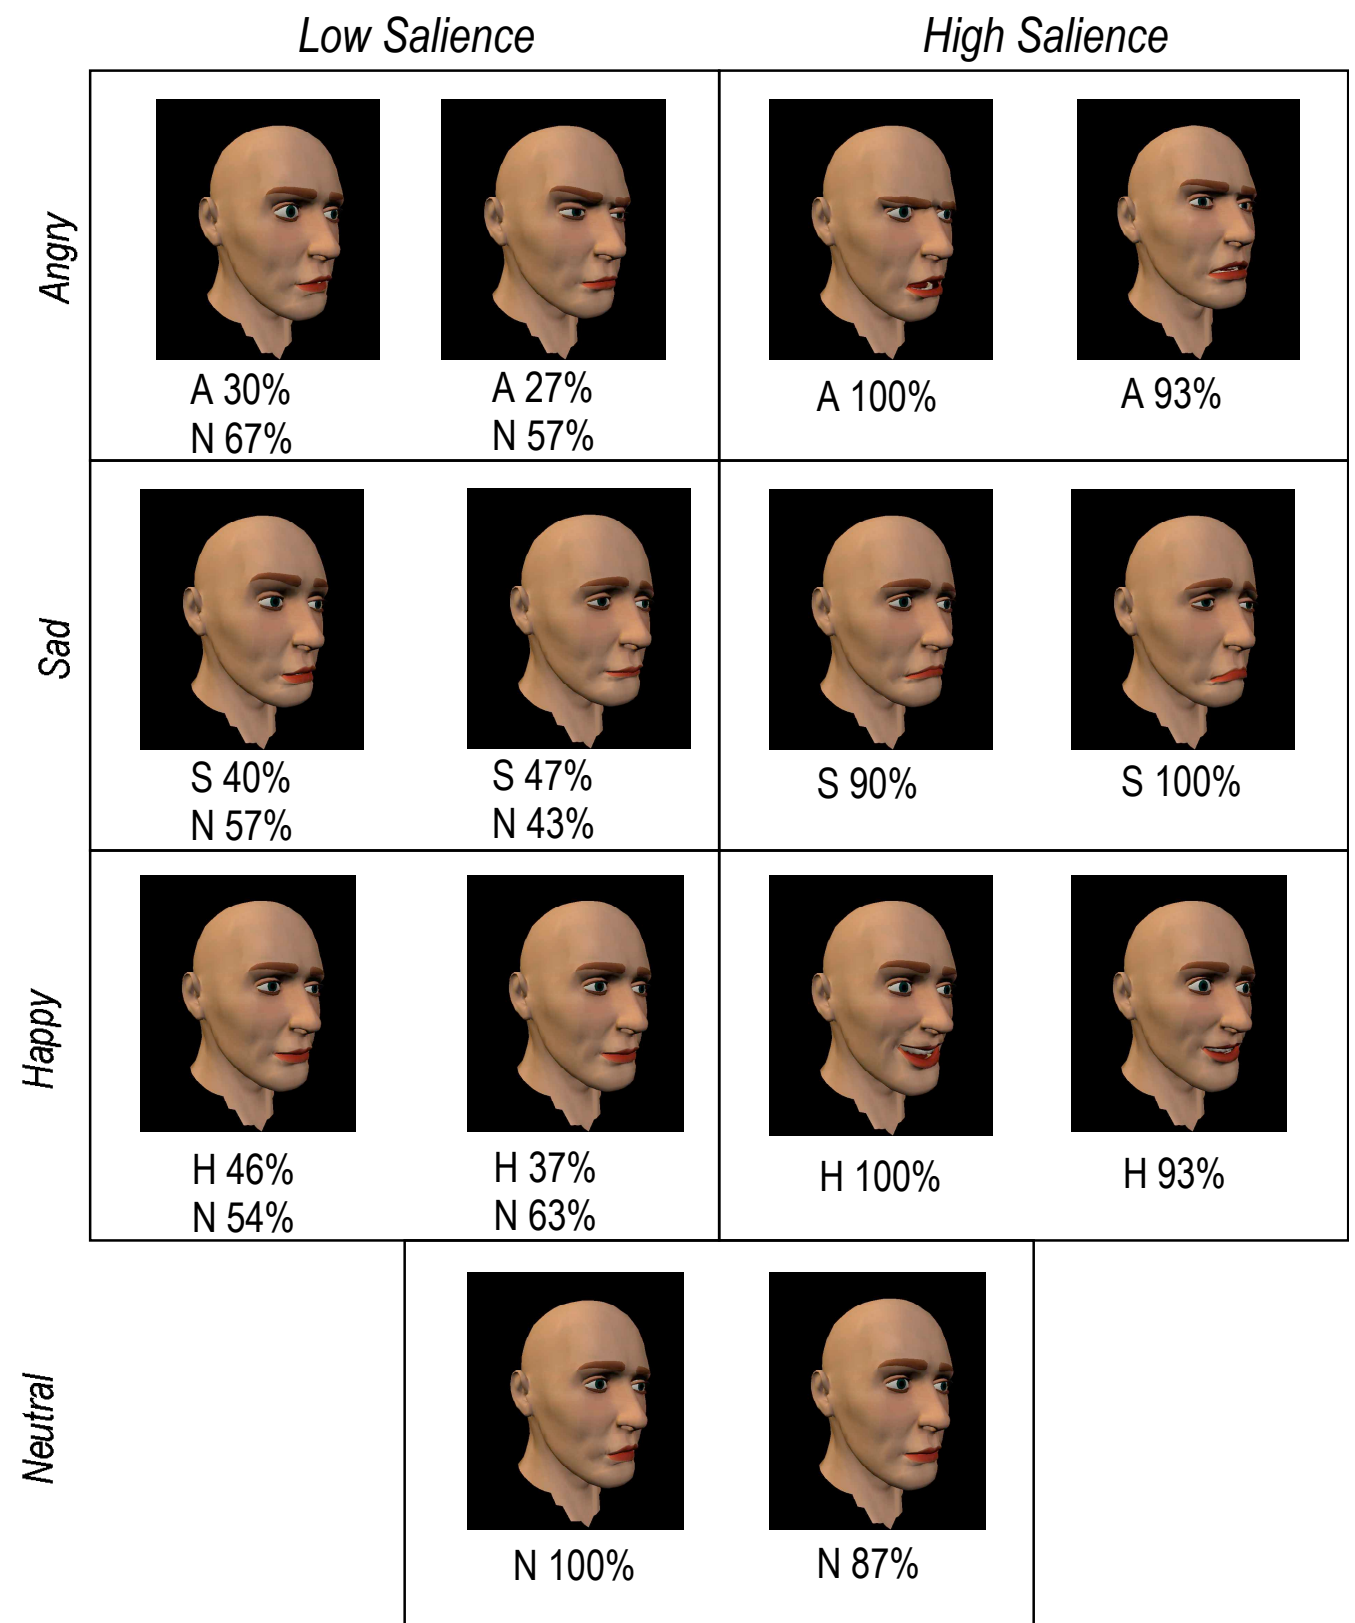 Low Salience
High Salience
Angry
A 30%
N 67%
A 27%
N 57%
A 100%
A 93%
Sad
S 40%
N 57%
S 47%
N 43%
S 90%
S 100%
Happy
H 46%
N 54%
H 37%
N 63%
H 100%
H 93%
Neutral
N 100%
N 87%